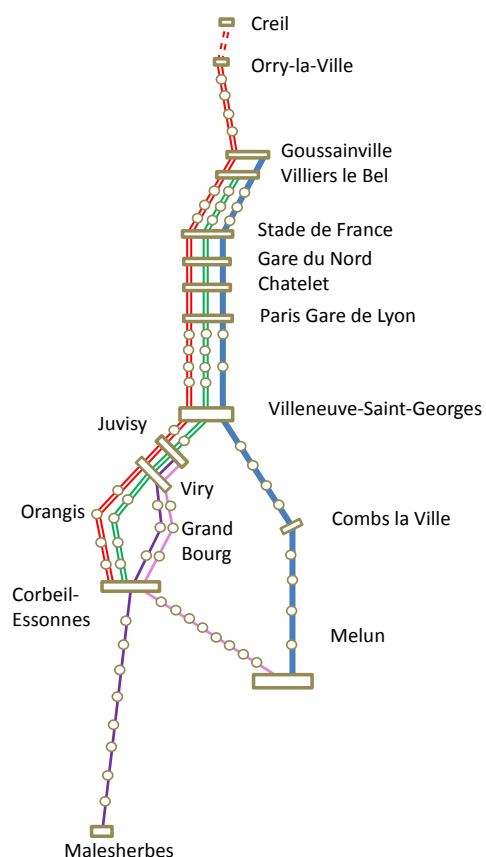 Creil
Orry-la-Ville
Goussainville
Villiers le Bel
Stade de France
Gare du Nord
Chatelet
Paris Gare de Lyon
Villeneuve-Saint-Georges
Juvisy
Viry
Orangis
Grand
Bourg
Combs la Ville
Corbeil-
Essonnes
Melun
Malesherbes